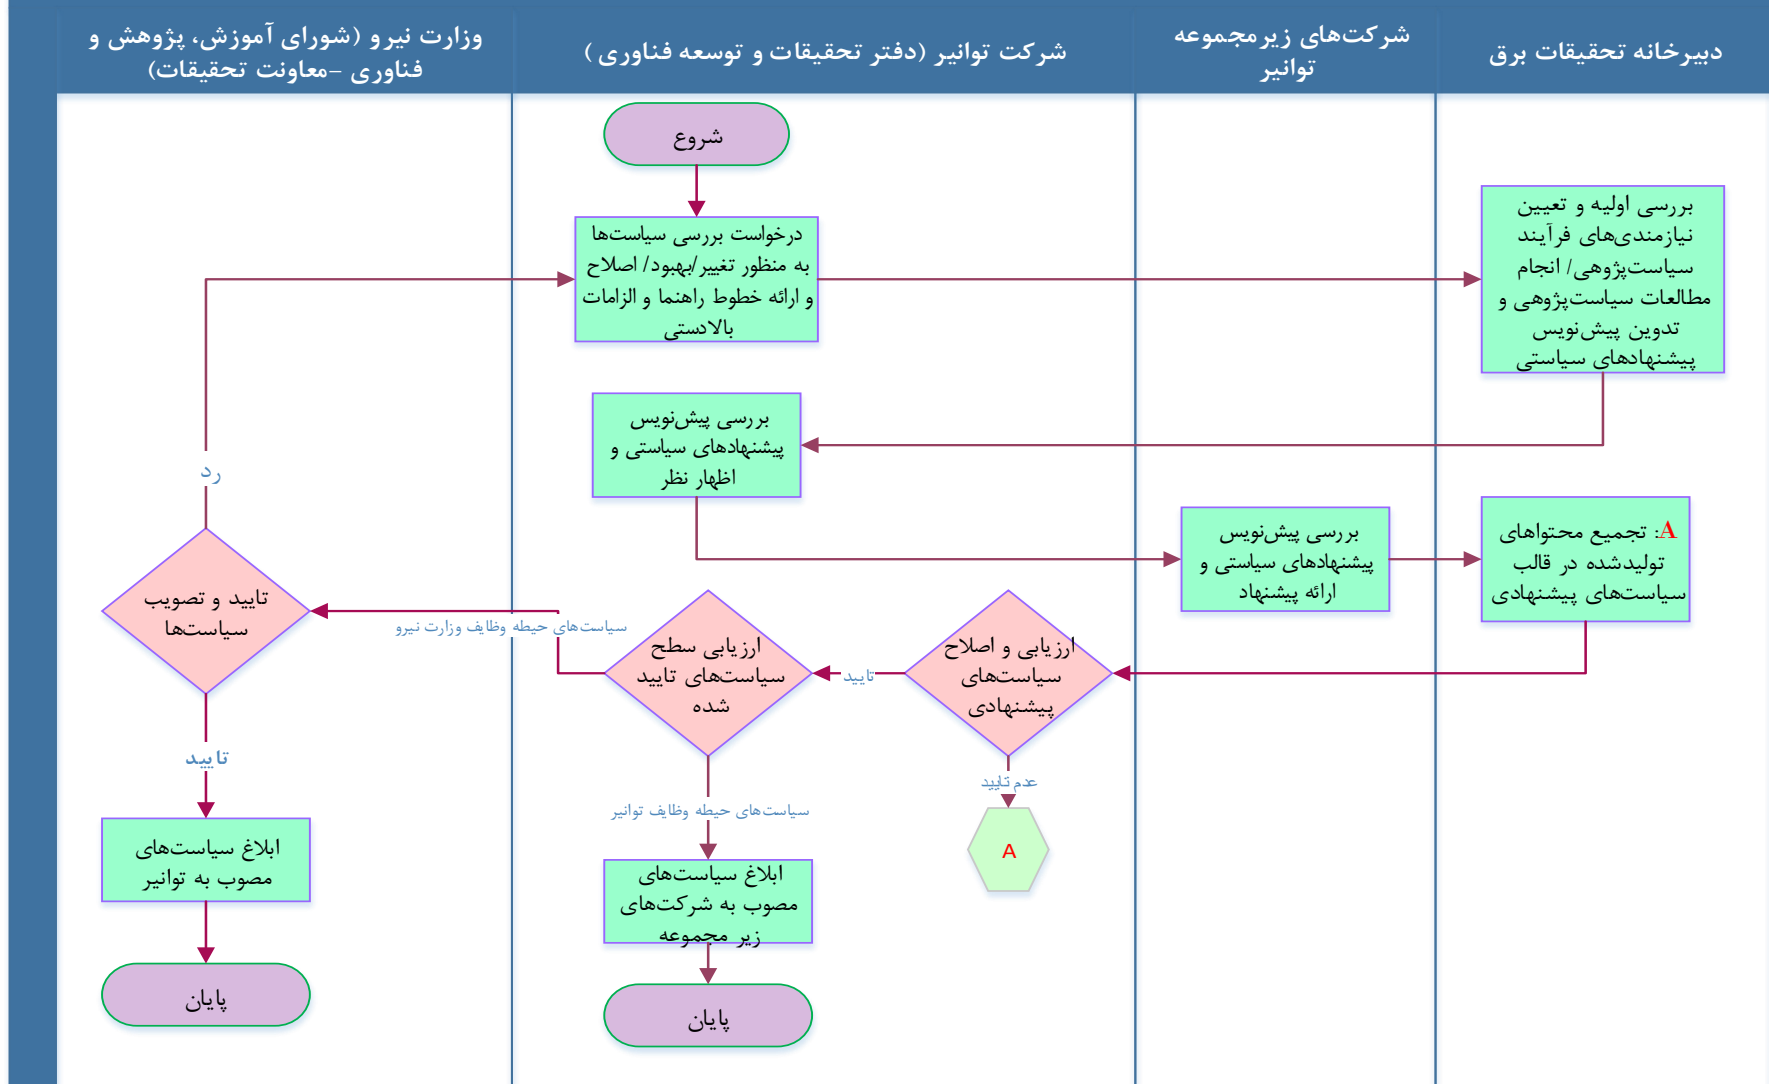 دبیرخانه تحقیقات برق
شرکت‌های زیرمجموعه
توانیر
شرکت توانیر (دفتر تحقیقات و توسعه فناوری )
وزارت نیرو (شورای آموزش، پژوهش و
فناوری –معاونت تحقیقات)
شروع
درخواست بررسی سیاست‌ها
به منظور تغییر/بهبود/ اصلاح
و ارائه خطوط راهنما و الزامات
بالادستی
بررسی اولیه و تعیین
نیازمندی‌های فرآیند
سیاست‌پژوهی/ انجام
مطالعات سیاست‌پژوهی و
تدوین پیش‌نویس
پیشنهادهای سیاستی
بررسی پیش‌نویس
پیشنهادهای سیاستی و
اظهار نظر
بررسی پیش‌نویس
پیشنهادهای سیاستی و
ارائه پیشنهاد
A: تجمیع محتواهای
تولیدشده در قالب
سیاست‌های پیشنهادی
ارزیابی و اصلاح
سیاست‌های
پیشنهادی
تایید
عدم تایید
A
ارزیابی سطح
سیاست‌های تایید
شده
سیاست‌های حیطه وظایف وزارت نیرو
سیاست‌های حیطه وظایف توانیر
ابلاغ سیاست‌های
مصوب به شرکت‌های
زیر مجموعه
پایان
تایید و تصویب
سیاست‌ها
رد
تایید
ابلاغ سیاست‌های
مصوب به توانیر
پایان